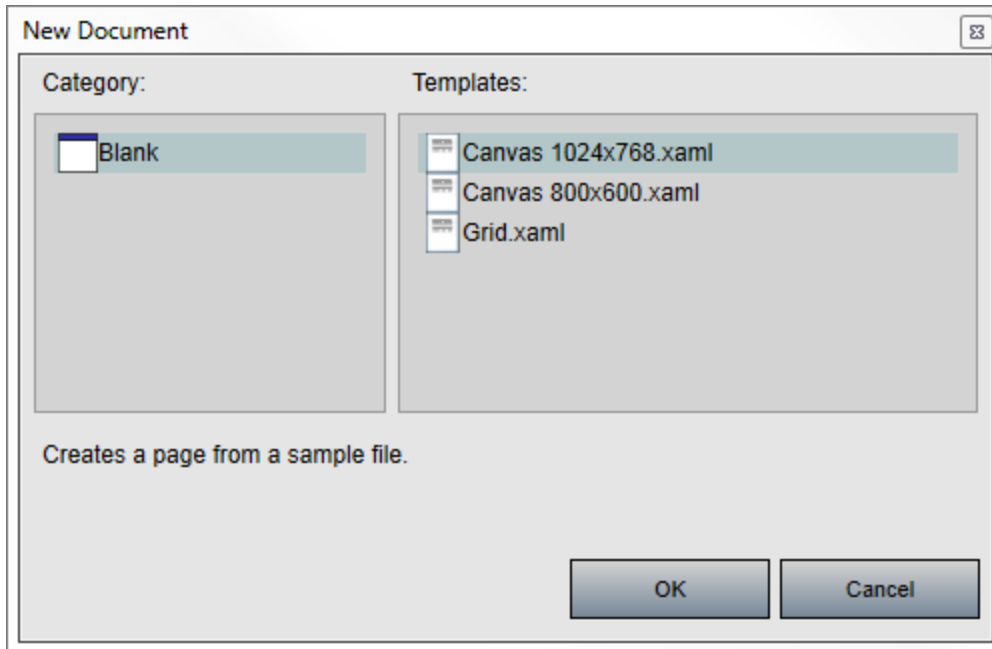 New Document
Category:
Templates:
Blank
Canvas 1024x768.xaml
Canvas 800x600.xaml
Grid.xaml
Creates a page from a sample file.
OK
Cancel